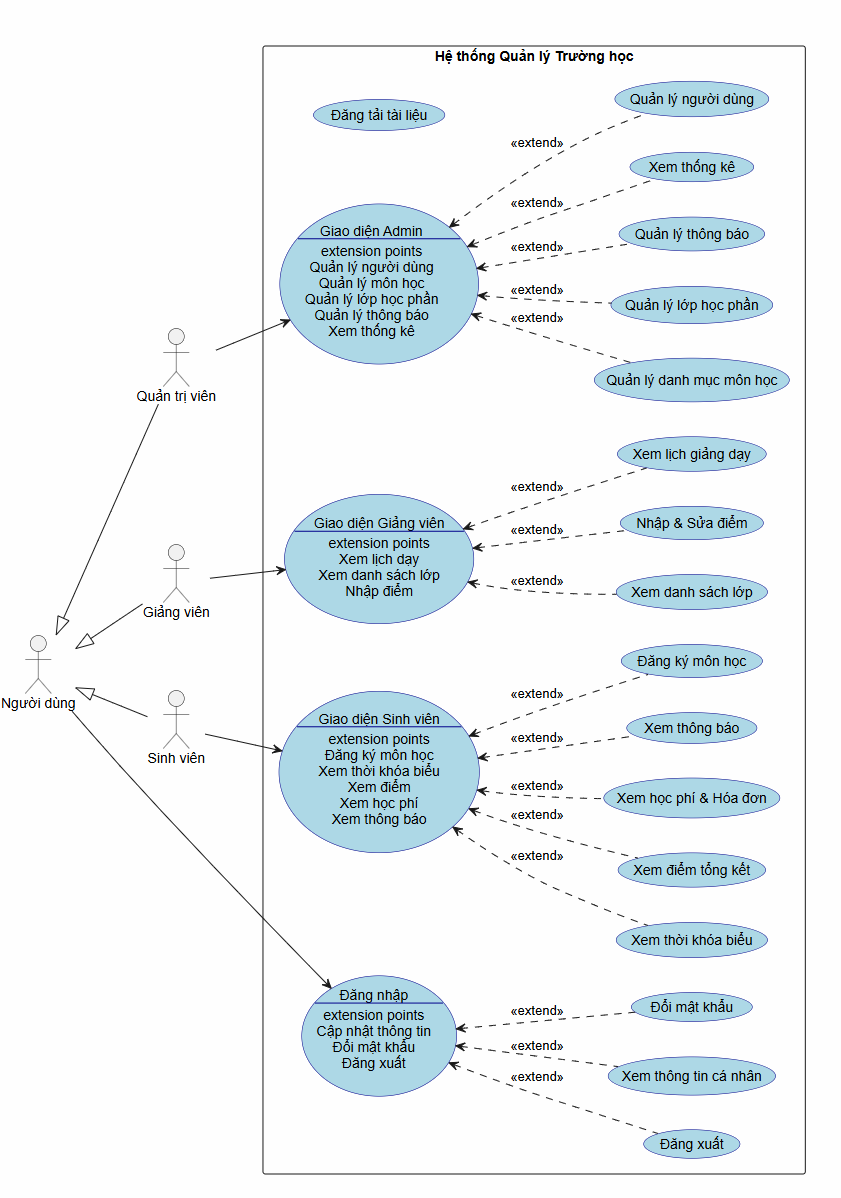 Hệ thống Quản lý Trường học
Đăng tải tài liệu
Quản lý người dùng
«extend»
Xem thống kê
«extend»
Quản lý thông báo
«extend»
Quản lý lớp học phần
«extend»
Quản lý danh mục môn học
«extend»
Giao diện Admin
extension points
Quản lý người dùng
Quản lý môn học
Quản lý lớp học phần
Quản lý thông báo
Xem thống kê
Quản trị viên
Xem lịch giảng dạy
«extend»
Nhập & Sửa điểm
«extend»
Xem danh sách lớp
«extend»
Giao diện Giảng viên
extension points
Xem lịch dạy
Xem danh sách lớp
Nhập điểm
Giảng viên
Người dùng
Sinh viên
Đăng ký môn học
«extend»
Xem thông báo
«extend»
Xem học phí & Hóa đơn
«extend»
Xem điểm tổng kết
«extend»
Xem thời khóa biểu
«extend»
Giao diện Sinh viên
extension points
Đăng ký môn học
Xem thời khóa biểu
Xem điểm
Xem học phí
Xem thông báo
Đăng nhập
extension points
Cập nhật thông tin
Đổi mật khẩu
Đăng xuất
«extend»
Đổi mật khẩu
«extend»
Xem thông tin cá nhân
«extend»
Đăng xuất